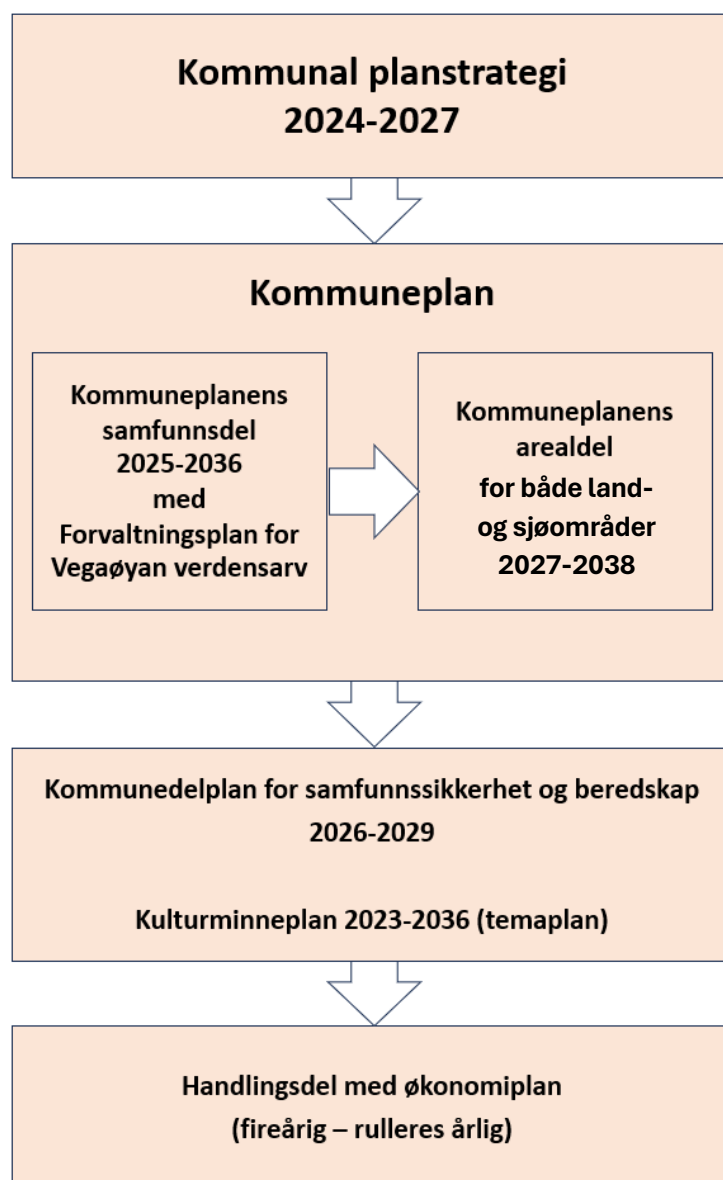 Kommunal planstrategi
2024-2027
Kommuneplan
Kommuneplanens
samfunnsdel
2025-2036
med
Forvaltningsplan for
Vegaøyan verdensarv
Kommuneplanens
arealdel
for både land-
og sjøområder
2027-2038
Kommunedelplan for samfunnssikkerhet og beredskap
2026-2029
Kulturminneplan 2023-2036 (temaplan)
Handlingsdel med økonomiplan
(fireårig – rulleres årlig)